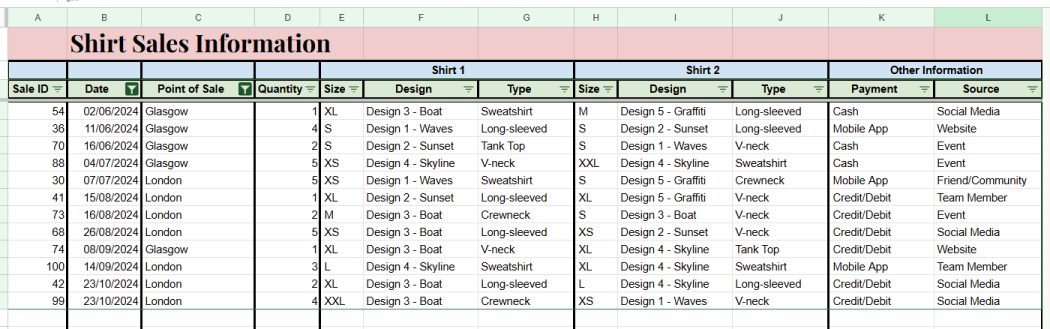 A B C D E F G H I J K L
Shirt Sales Information
Shirt 1 Shirt 2 Other Information
Sale ID Date Point of Sale Quantity Size Design Type Size Design Type Payment Source
54 02/06/2024 Glasgow 1 XL Design 3 - Boat Sweatshirt M Design 5 - Graffiti Long-sleeved Cash Social Media
36 11/06/2024 Glasgow 4 S Design 1 - Waves Long-sleeved S Design 2 - Sunset Long-sleeved Mobile App Website
70 16/06/2024 Glasgow 2 S Design 2 - Sunset Tank Top S Design 1 - Waves V-neck Cash Event
88 04/07/2024 Glasgow 5 XS Design 4 - Skyline V-neck XXL Design 4 - Skyline Sweatshirt Cash Event
30 07/07/2024 London 5 XS Design 1 - Waves Sweatshirt S Design 5 - Graffiti Crewneck Mobile App Friend/Community
41 15/08/2024 London 1 XL Design 2 - Sunset Long-sleeved XL Design 5 - Graffiti V-neck Credit/Debit Team Member
73 16/08/2024 London 2 M Design 3 - Boat Crewneck S Design 3 - Boat V-neck Credit/Debit Event
68 26/08/2024 London 5 XS Design 3 - Boat Long-sleeved XS Design 2 - Sunset V-neck Credit/Debit Social Media
74 08/09/2024 Glasgow 1 XL Design 3 - Boat V-neck XL Design 4 - Skyline Tank Top Credit/Debit Website
100 14/09/2024 London 3 L Design 4 - Skyline Sweatshirt XL Design 4 - Skyline Sweatshirt Mobile App Team Member
42 23/10/2024 London 2 XL Design 3 - Boat Long-sleeved L Design 4 - Skyline Long-sleeved Credit/Debit Social Media
99 23/10/2024 London 4 XXL Design 3 - Boat Crewneck XS Design 1 - Waves V-neck Credit/Debit Social Media